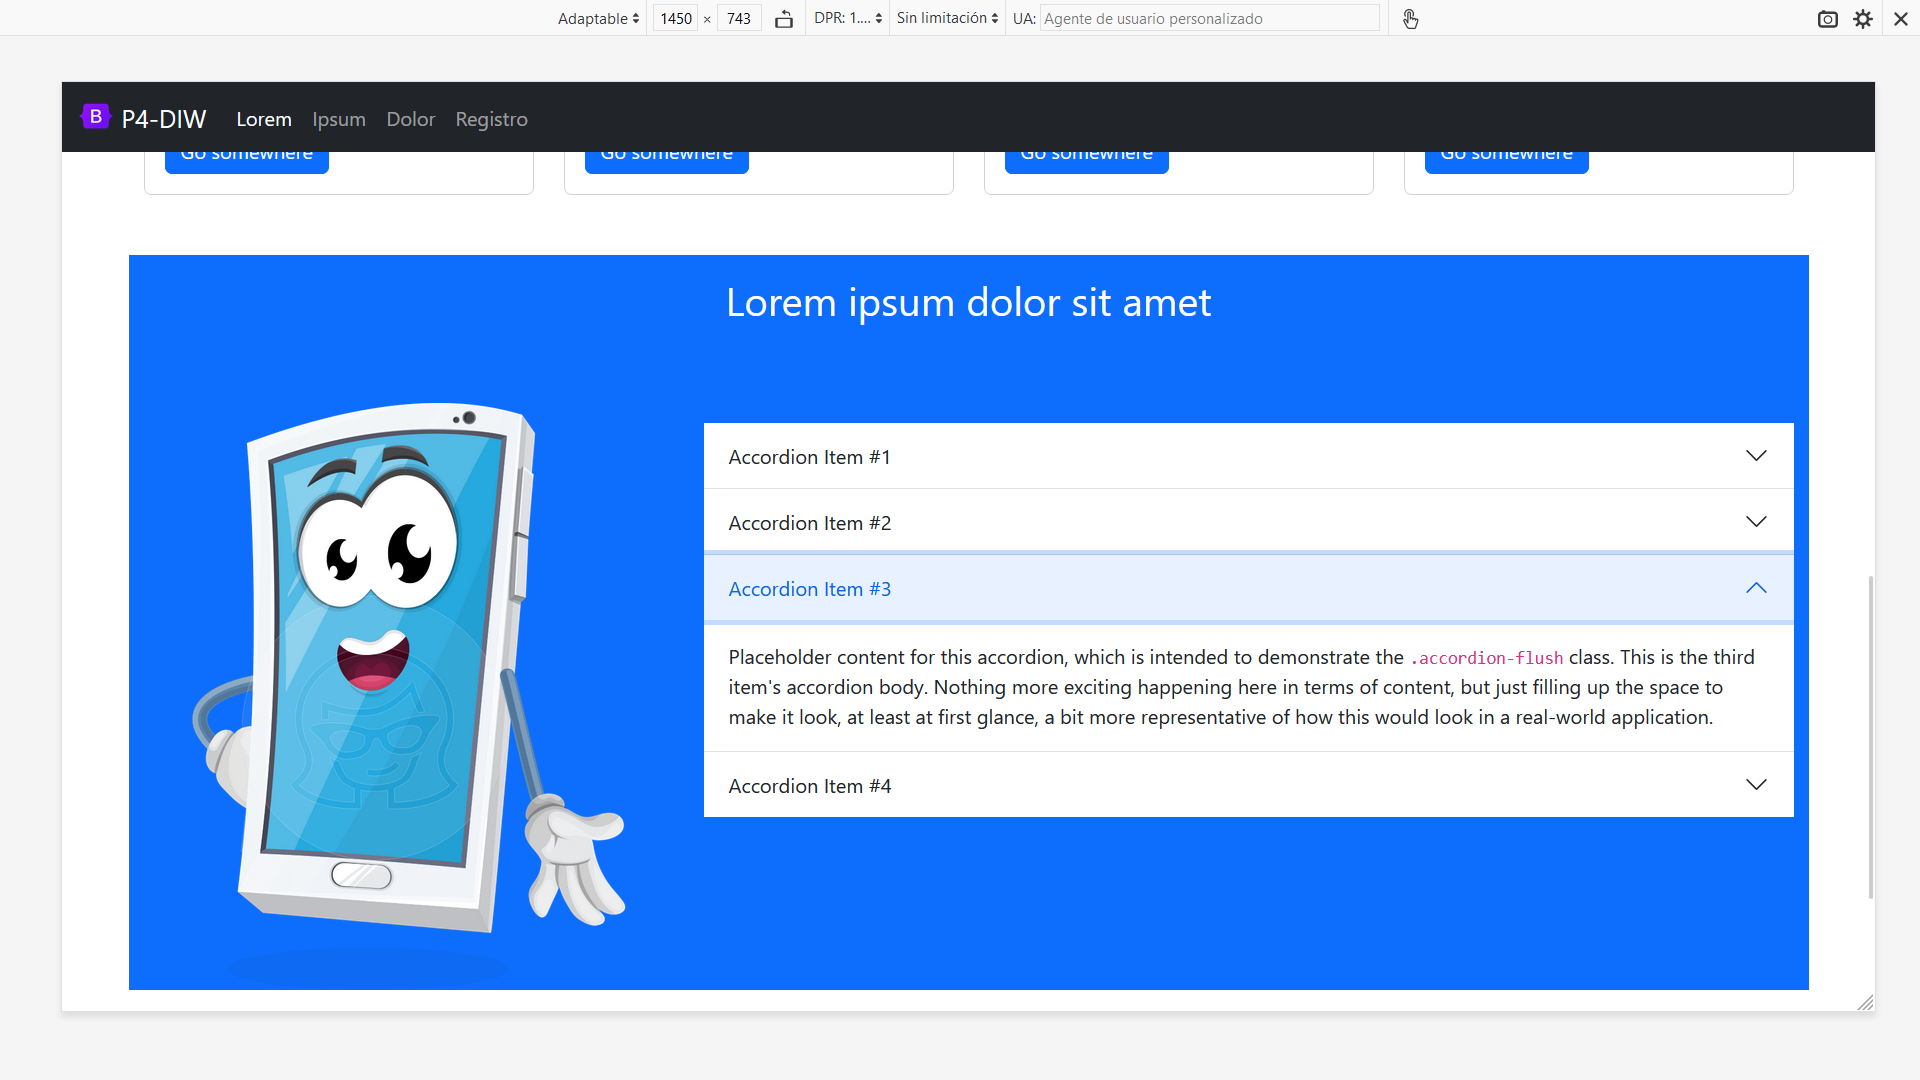 Adaptable 1450 × 743 DPR: 1.... Sin limitación UA: Agente de usuario personalizado
B P4-DIW Lorem Ipsum Dolor Registro
Go somewhere Go somewhere Go somewhere Go somewhere
Lorem ipsum dolor sit amet
Accordion Item #1
Accordion Item #2
Accordion Item #3
Placeholder content for this accordion, which is intended to demonstrate the .accordion-flush class. This is the third
item's accordion body. Nothing more exciting happening here in terms of content, but just filling up the space to
make it look, at least at first glance, a bit more representative of how this would look in a real-world application.
Accordion Item #4